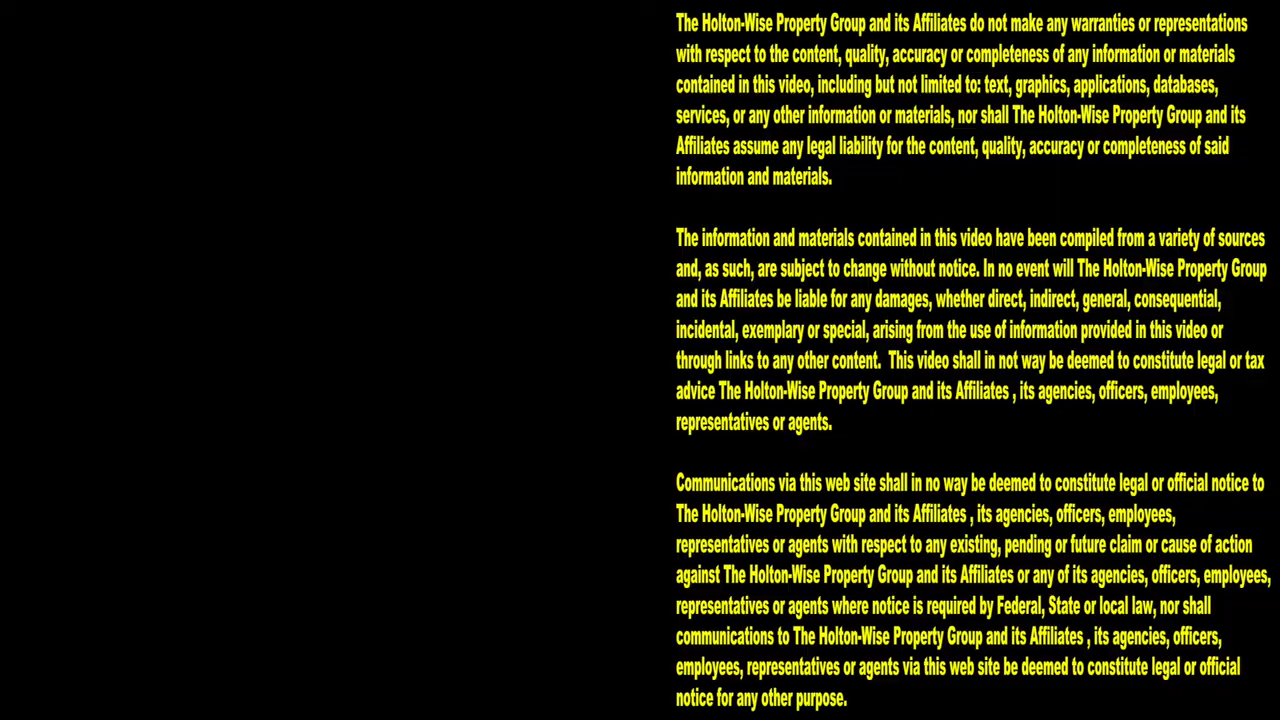 The Holton-Wise Property Group and its Affiliates do not make any warranties or representations
with respect to the content, quality, accuracy or completeness of any information or materials
contained in this video, including but not limited to: text, graphics, applications, databases,
services, or any other information or materials, nor shall The Holton-Wise Property Group and its
Affiliates assume any legal liability for the content, quality, accuracy or completeness of said
information and materials.
The information and materials contained in this video have been compiled from a variety of sources
and, as such, are subject to change without notice. In no event will The Holton-Wise Property Group
and its Affiliates be liable for any damages, whether direct, indirect, general, consequential,
incidental, exemplary or special, arising from the use of information provided in this video or
through links to any other content.  This video shall in not way be deemed to constitute legal or tax
advice The Holton-Wise Property Group and its Affiliates , its agencies, officers, employees,
representatives or agents.
Communications via this web site shall in no way be deemed to constitute legal or official notice to
The Holton-Wise Property Group and its Affiliates , its agencies, officers, employees,
representatives or agents with respect to any existing, pending or future claim or cause of action
against The Holton-Wise Property Group and its Affiliates or any of its agencies, officers, employees,
representatives or agents where notice is required by Federal, State or local law, nor shall
communications to The Holton-Wise Property Group and its Affiliates , its agencies, officers,
employees, representatives or agents via this web site be deemed to constitute legal or official
notice for any other purpose.